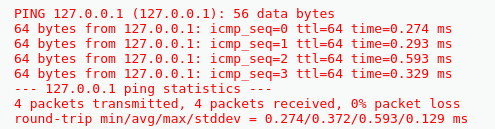 PING 127.0.0.1 (127.0.0.1): 56 data bytes
64 bytes from 127.0.0.1: icmp_seq=0 ttl=64 time=0.274 ms
64 bytes from 127.0.0.1: icmp_seq=1 ttl=64 time=0.293 ms
64 bytes from 127.0.0.1: icmp_seq=2 ttl=64 time=0.593 ms
64 bytes from 127.0.0.1: icmp_seq=3 ttl=64 time=0.329 ms
--- 127.0.0.1 ping statistics ---
4 packets transmitted, 4 packets received, 0% packet loss
round-trip min/avg/max/stddev = 0.274/0.372/0.593/0.129 ms